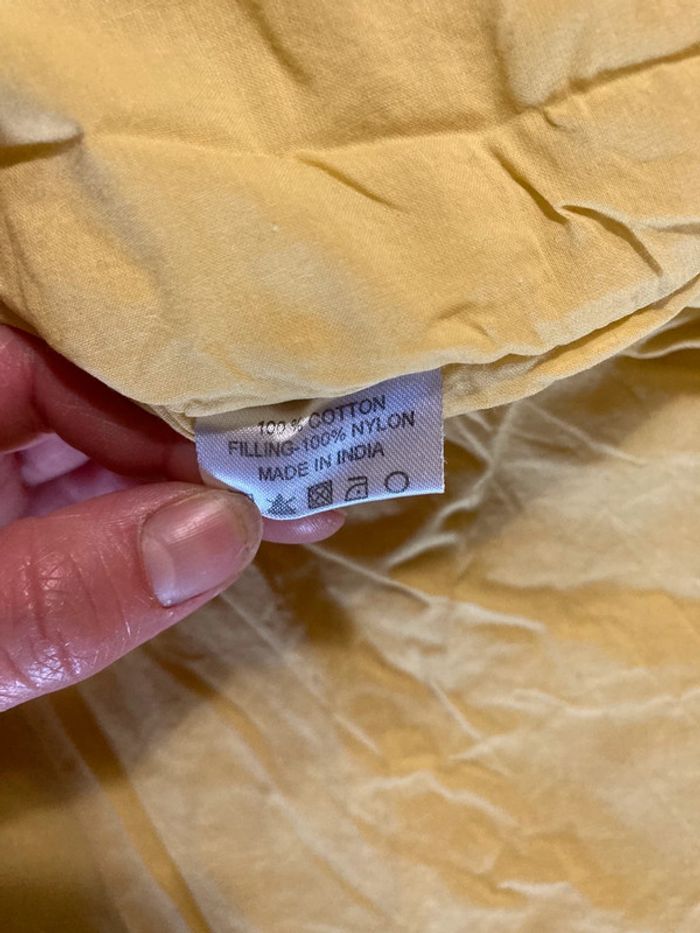 100 % COTTON
FILLING-100% NYLON
MADE IN INDIA